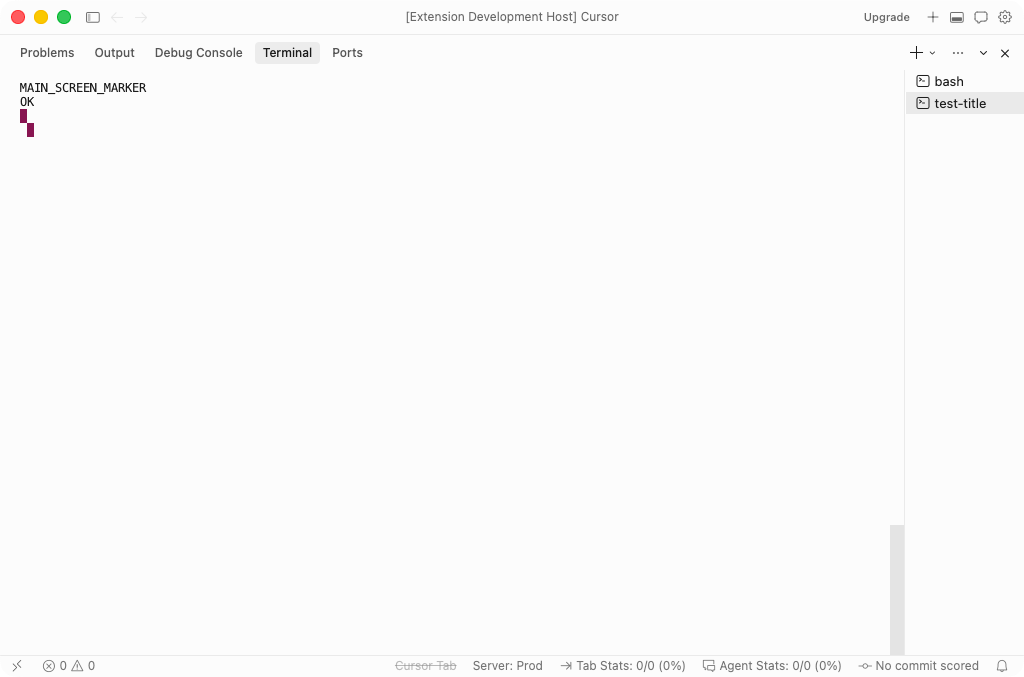 [Extension Development Host] Cursor
Upgrade
Problems Output Debug Console Terminal Ports
MAIN_SCREEN_MARKER
OK
bash
test-title
0 0 Cursor Tab Server: Prod Tab Stats: 0/0 (0%) Agent Stats: 0/0 (0%) No commit scored